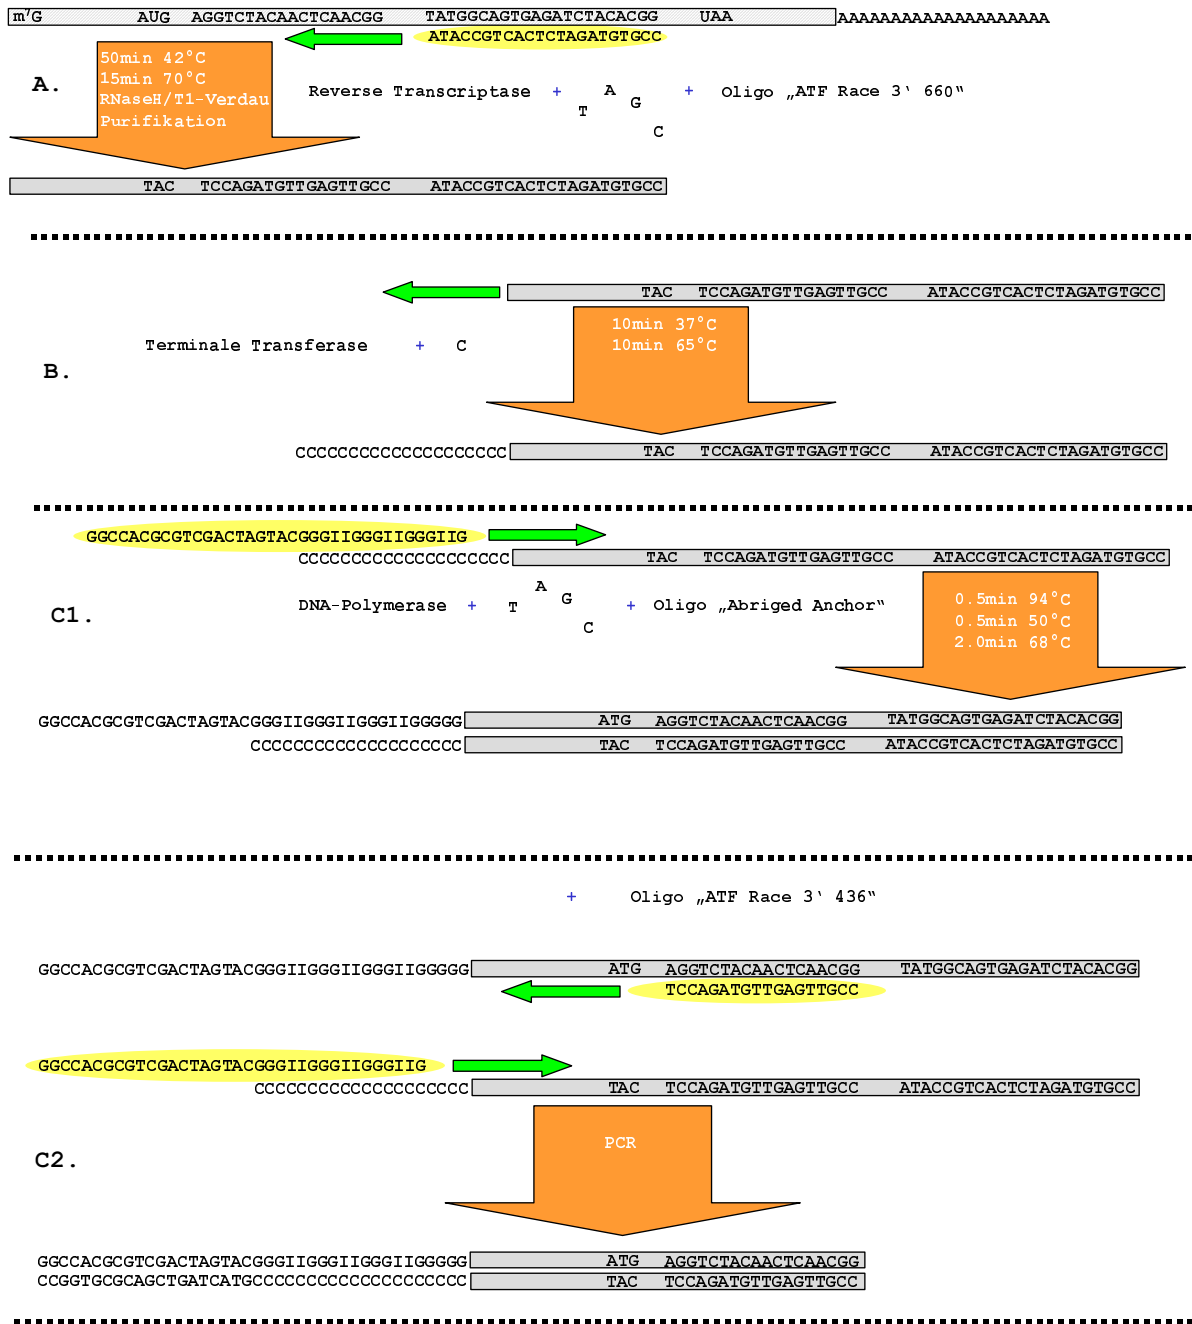 m⁷G AUG AGGTCTACAACTCAACGG TATGGCAGTGAGATCTACACGG UAA AAAAAAAAAAAAAAAAAAAA
ATACCGTCACTCTAGATGTGCC
A.
50min 42°C
15min 70°C
RNaseH/T1-Verdau
Purifikation
Reverse Transcriptase + T A G C + Oligo „ATF Race 3‘ 660“
TAC TCCAGATGTTGAGTTGCC ATACCGTCACTCTAGATGTGCC
TAC TCCAGATGTTGAGTTGCC ATACCGTCACTCTAGATGTGCC
10min 37°C
10min 65°C
Terminale Transferase + C
B.
CCCCCCCCCCCCCCCCCCCC TAC TCCAGATGTTGAGTTGCC ATACCGTCACTCTAGATGTGCC
GGCCACGCGTCGACTAGTACGGGIIGGGIIGGGIIG
CCCCCCCCCCCCCCCCCCCC TAC TCCAGATGTTGAGTTGCC ATACCGTCACTCTAGATGTGCC
C1.
DNA-Polymerase + T A G C + Oligo „Abriged Anchor“
0.5min 94°C
0.5min 50°C
2.0min 68°C
GGCCACGCGTCGACTAGTACGGGIIGGGIIGGGIIGGGGG ATG AGGTCTACAACTCAACGG TATGGCAGTGAGATCTACACGG
CCCCCCCCCCCCCCCCCCCC TAC TCCAGATGTTGAGTTGCC ATACCGTCACTCTAGATGTGCC
+ Oligo „ATF Race 3‘ 436“
GGCCACGCGTCGACTAGTACGGGIIGGGIIGGGIIGGGGG ATG AGGTCTACAACTCAACGG TATGGCAGTGAGATCTACACGG
TCCAGATGTTGAGTTGCC
GGCCACGCGTCGACTAGTACGGGIIGGGIIGGGIIG
CCCCCCCCCCCCCCCCCCCC TAC TCCAGATGTTGAGTTGCC ATACCGTCACTCTAGATGTGCC
PCR
C2.
GGCCACGCGTCGACTAGTACGGGIIGGGIIGGGIIGGGGG ATG AGGTCTACAACTCAACGG
CCGGTGCGCAGCTGATCATGCCCCCCCCCCCCCCCCCCCC TAC TCCAGATGTTGAGTTGCC